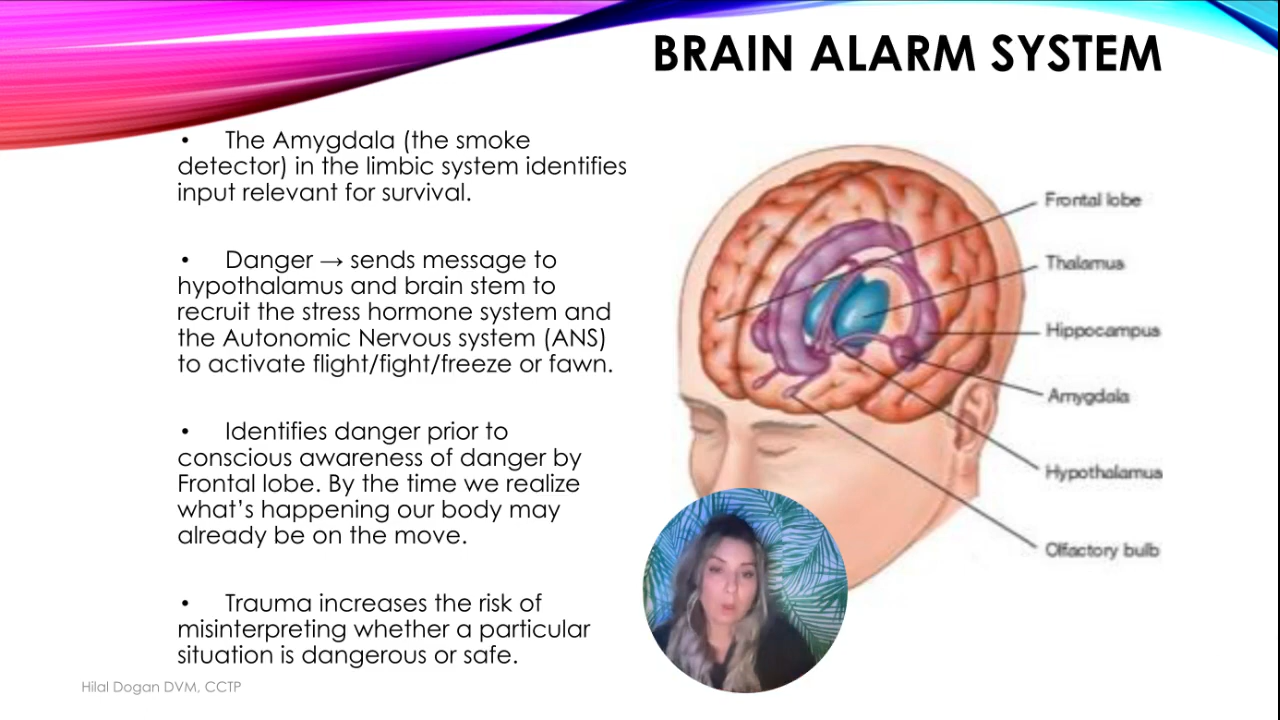 BRAIN ALARM SYSTEM
• The Amygdala (the smoke
detector) in the limbic system identifies
input relevant for survival.
• Danger → sends message to
hypothalamus and brain stem to
recruit the stress hormone system and
the Autonomic Nervous system (ANS)
to activate flight/fight/freeze or fawn.
• Identifies danger prior to
conscious awareness of danger by
Frontal lobe. By the time we realize
what's happening our body may
already be on the move.
• Trauma increases the risk of
misinterpreting whether a particular
situation is dangerous or safe.
Hilal Dogan DVM, CCTP
Frontal lobe
Thalamus
Hippocampus
Amygdala
Hypothalamus
Olfactory bulb